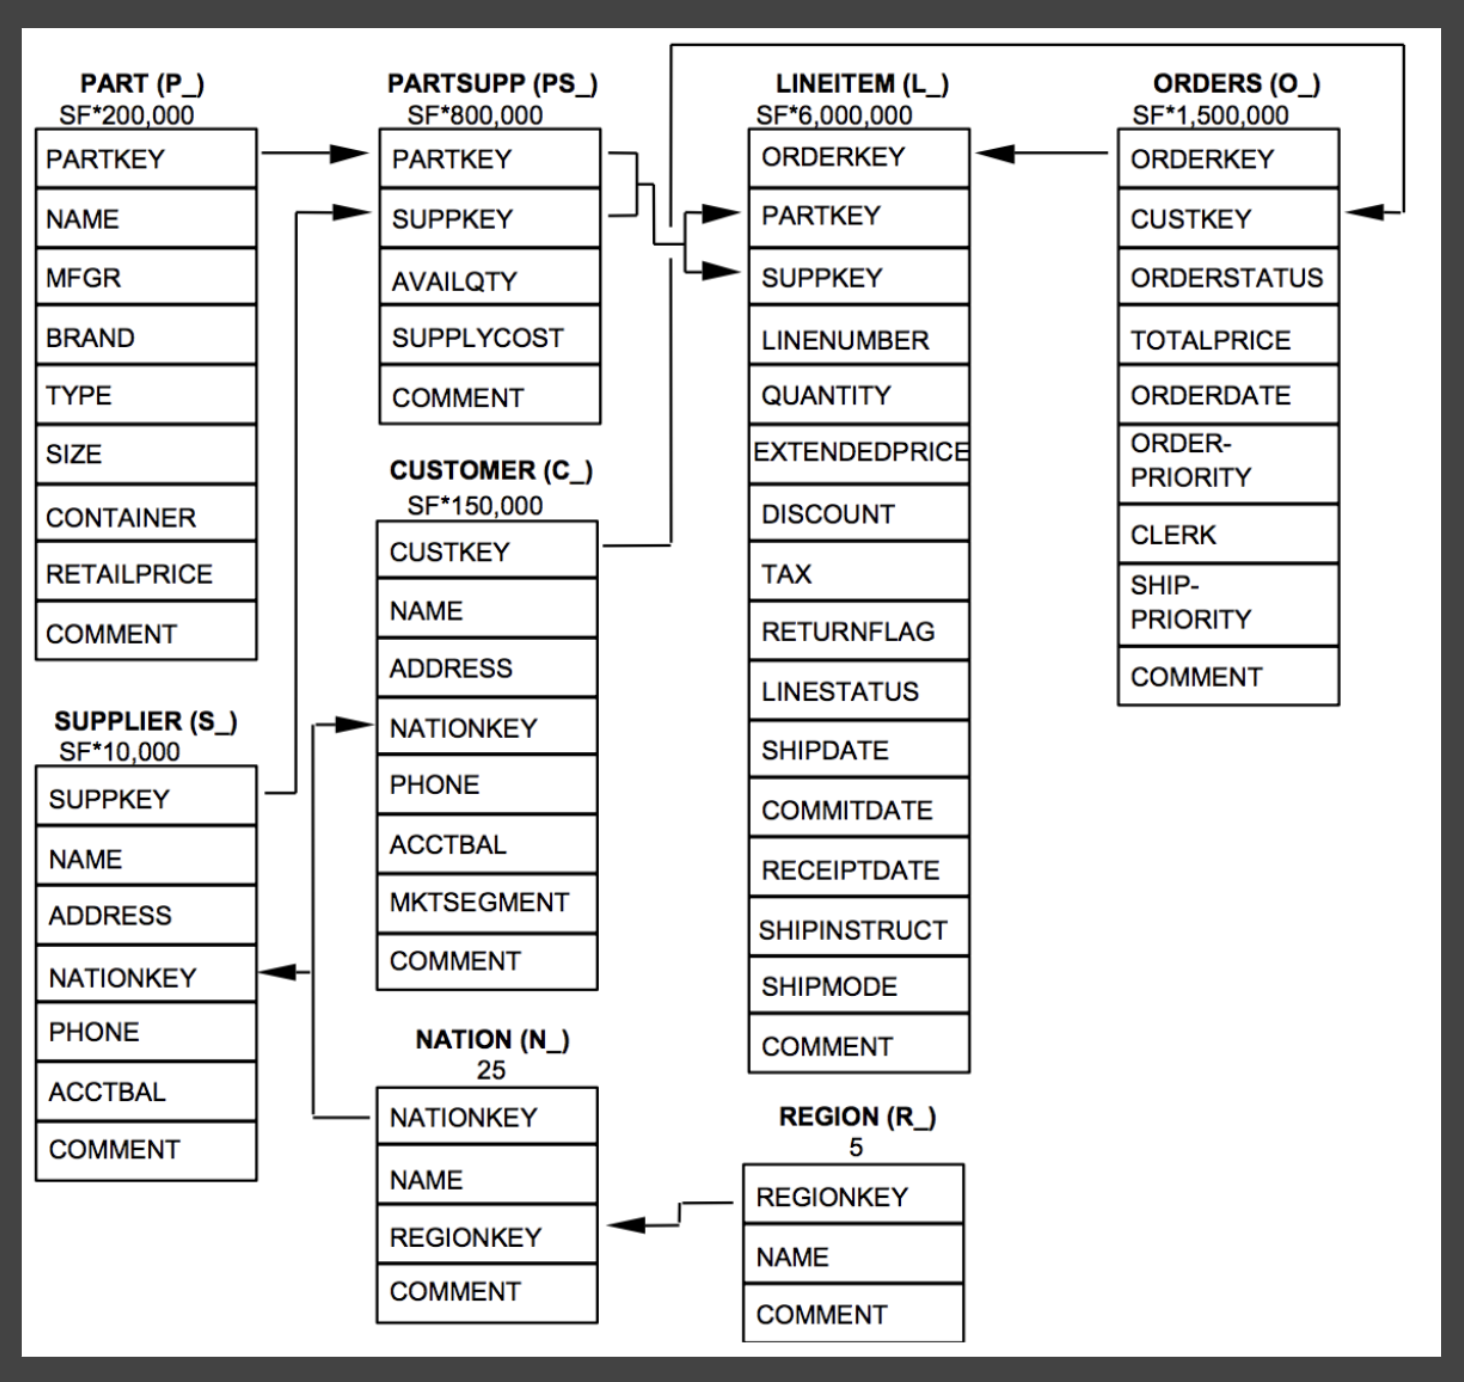 PART (P_)
SF*200,000
PARTKEY
NAME
MFGR
BRAND
TYPE
SIZE
CONTAINER
RETAILPRICE
COMMENT
SUPPLIER (S_)
SF*10,000
SUPPKEY
NAME
ADDRESS
NATIONKEY
PHONE
ACCTBAL
COMMENT
PARTSUPP (PS_)
SF*800,000
PARTKEY
SUPPKEY
AVAILQTY
SUPPLYCOST
COMMENT
CUSTOMER (C_)
SF*150,000
CUSTKEY
NAME
ADDRESS
NATIONKEY
PHONE
ACCTBAL
MKTSEGMENT
COMMENT
NATION (N_)
25
NATIONKEY
NAME
REGIONKEY
COMMENT
LINEITEM (L_)
SF*6,000,000
ORDERKEY
PARTKEY
SUPPKEY
LINENUMBER
QUANTITY
EXTENDEDPRICE
DISCOUNT
TAX
RETURNFLAG
LINESTATUS
SHIPDATE
COMMITDATE
RECEIPTDATE
SHIPINSTRUCT
SHIPMODE
COMMENT
REGION (R_)
5
REGIONKEY
NAME
COMMENT
ORDERS (O_)
SF*1,500,000
ORDERKEY
CUSTKEY
ORDERSTATUS
TOTALPRICE
ORDERDATE
ORDER-
PRIORITY
CLERK
SHIP-
PRIORITY
COMMENT